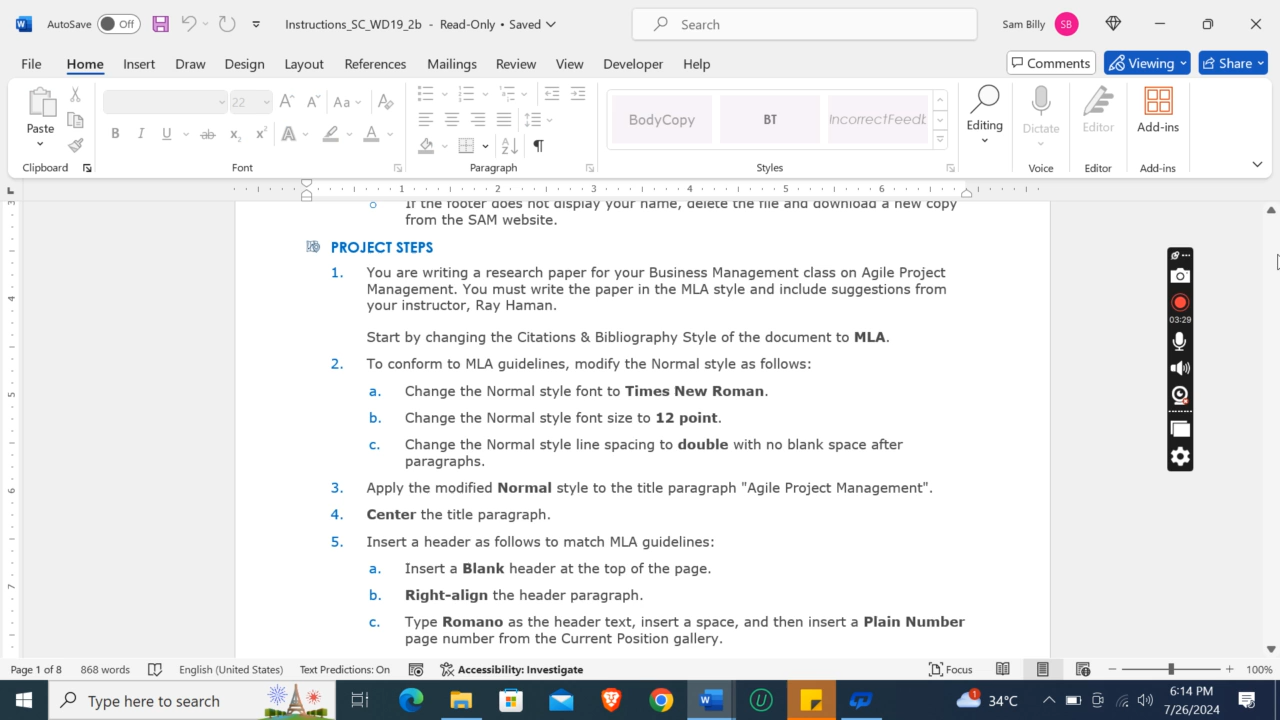 AutoSave Off Instructions_SC_WD19_2b - Read-Only • Saved Search Sam Billy SB
File Home Insert Draw Design Layout References Mailings Review View Developer Help Comments Viewing Share
Paste 22 Aa BodyCopy BT IncorrectFeedb Editing Dictate Editor Add-ins
Clipboard Font Paragraph Styles Voice Editor Add-ins
1 2 3 4 5 6
If the footer does not display your name, delete the file and download a new copy
from the SAM website.
PROJECT STEPS
1. You are writing a research paper for your Business Management class on Agile Project
Management. You must write the paper in the MLA style and include suggestions from
your instructor, Ray Haman.
Start by changing the Citations & Bibliography Style of the document to MLA.
03:29
2. To conform to MLA guidelines, modify the Normal style as follows:
a. Change the Normal style font to Times New Roman.
b. Change the Normal style font size to 12 point.
c. Change the Normal style line spacing to double with no blank space after
paragraphs.
3. Apply the modified Normal style to the title paragraph "Agile Project Management".
4. Center the title paragraph.
5. Insert a header as follows to match MLA guidelines:
a. Insert a Blank header at the top of the page.
b. Right-align the header paragraph.
c. Type Romano as the header text, insert a space, and then insert a Plain Number
page number from the Current Position gallery.
Page 1 of 8 868 words English (United States) Text Predictions: On Accessibility: Investigate Focus 100%
Type here to search 34°C 6:14 PM
7/26/2024